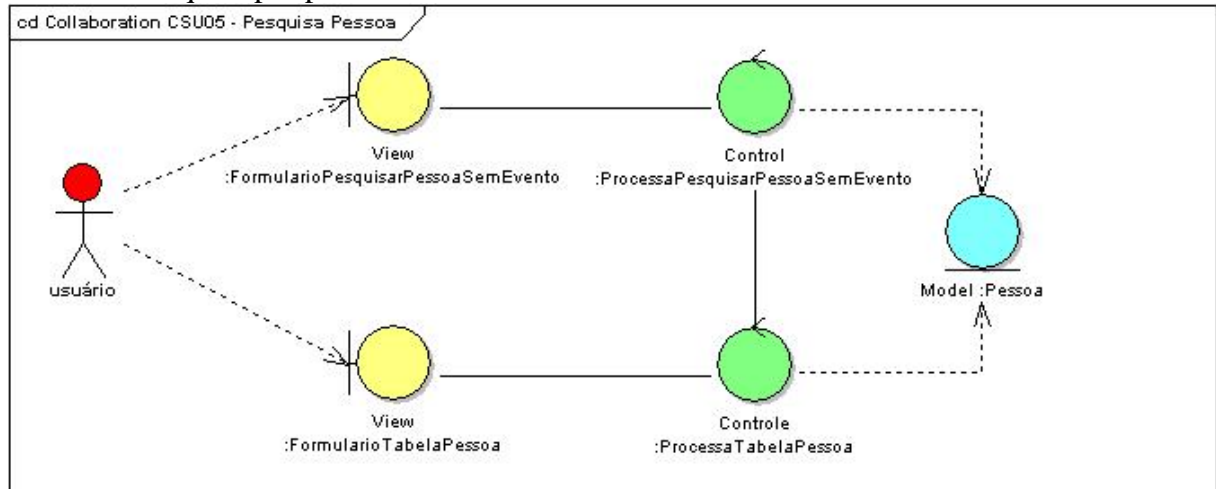 cd Collaboration CSU05 - Pesquisa Pessoa
View
:FormularioPesquisarPessoaSemEvento
Control
:ProcessaPesquisarPessoaSemEvento
usuário
Model :Pessoa
View
:FormularioTabelaPessoa
Controle
:ProcessaTabelaPessoa